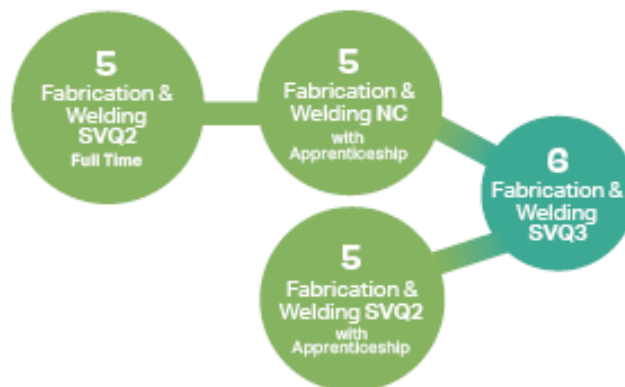 5
Fabrication &
Welding
SVQ2
Full Time
5
Fabrication &
Welding NC
with
Apprenticeship
6
Fabrication &
Welding
SVQ3
5
Fabrication &
Welding SVQ2
with
Apprenticeship